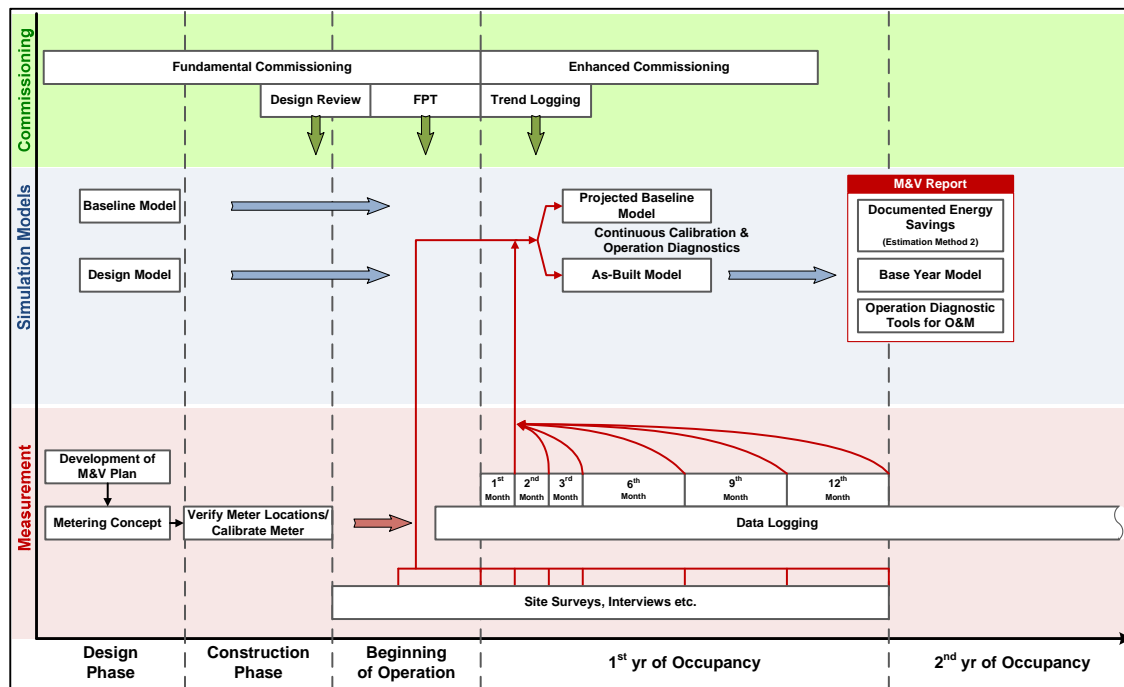 Commissioning
Fundamental Commissioning
Enhanced Commissioning
Design Review
FPT
Trend Logging
Simulation Models
Baseline Model
Design Model
Projected Baseline
Model
Continuous Calibration &
Operation Diagnostics
As-Built Model
M&V Report
Documented Energy
Savings
(Estimation Method 2)
Base Year Model
Operation Diagnostic
Tools for O&M
Measurement
Development of
M&V Plan
Metering Concept
Verify Meter Locations/
Calibrate Meter
1st
Month
2nd
Month
3rd
Month
6th
Month
9th
Month
12th
Month
Data Logging
Site Surveys, Interviews etc.
Design
Phase
Construction
Phase
Beginning
of Operation
1st yr of Occupancy
2nd yr of Occupancy